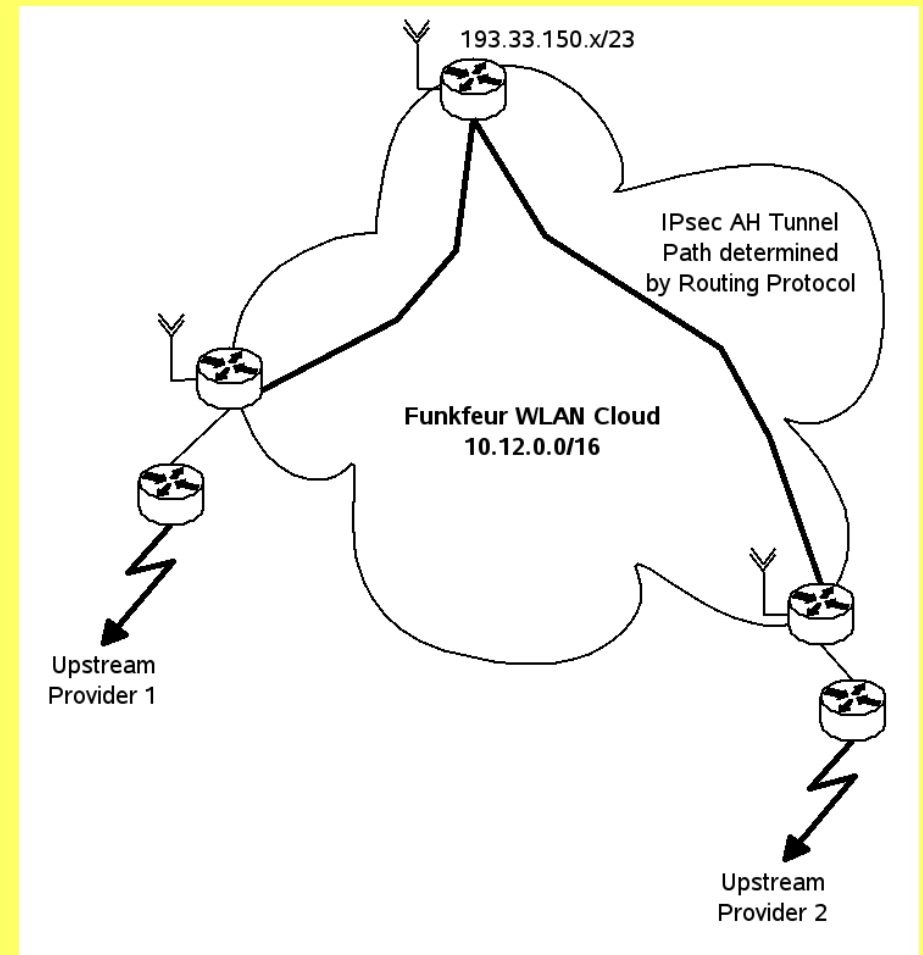 193.33.150.x/23
IPsec AH Tunnel
Path determined
by Routing Protocol
Funkfeur WLAN Cloud
10.12.0.0/16
Upstream
Provider 1
Upstream
Provider 2